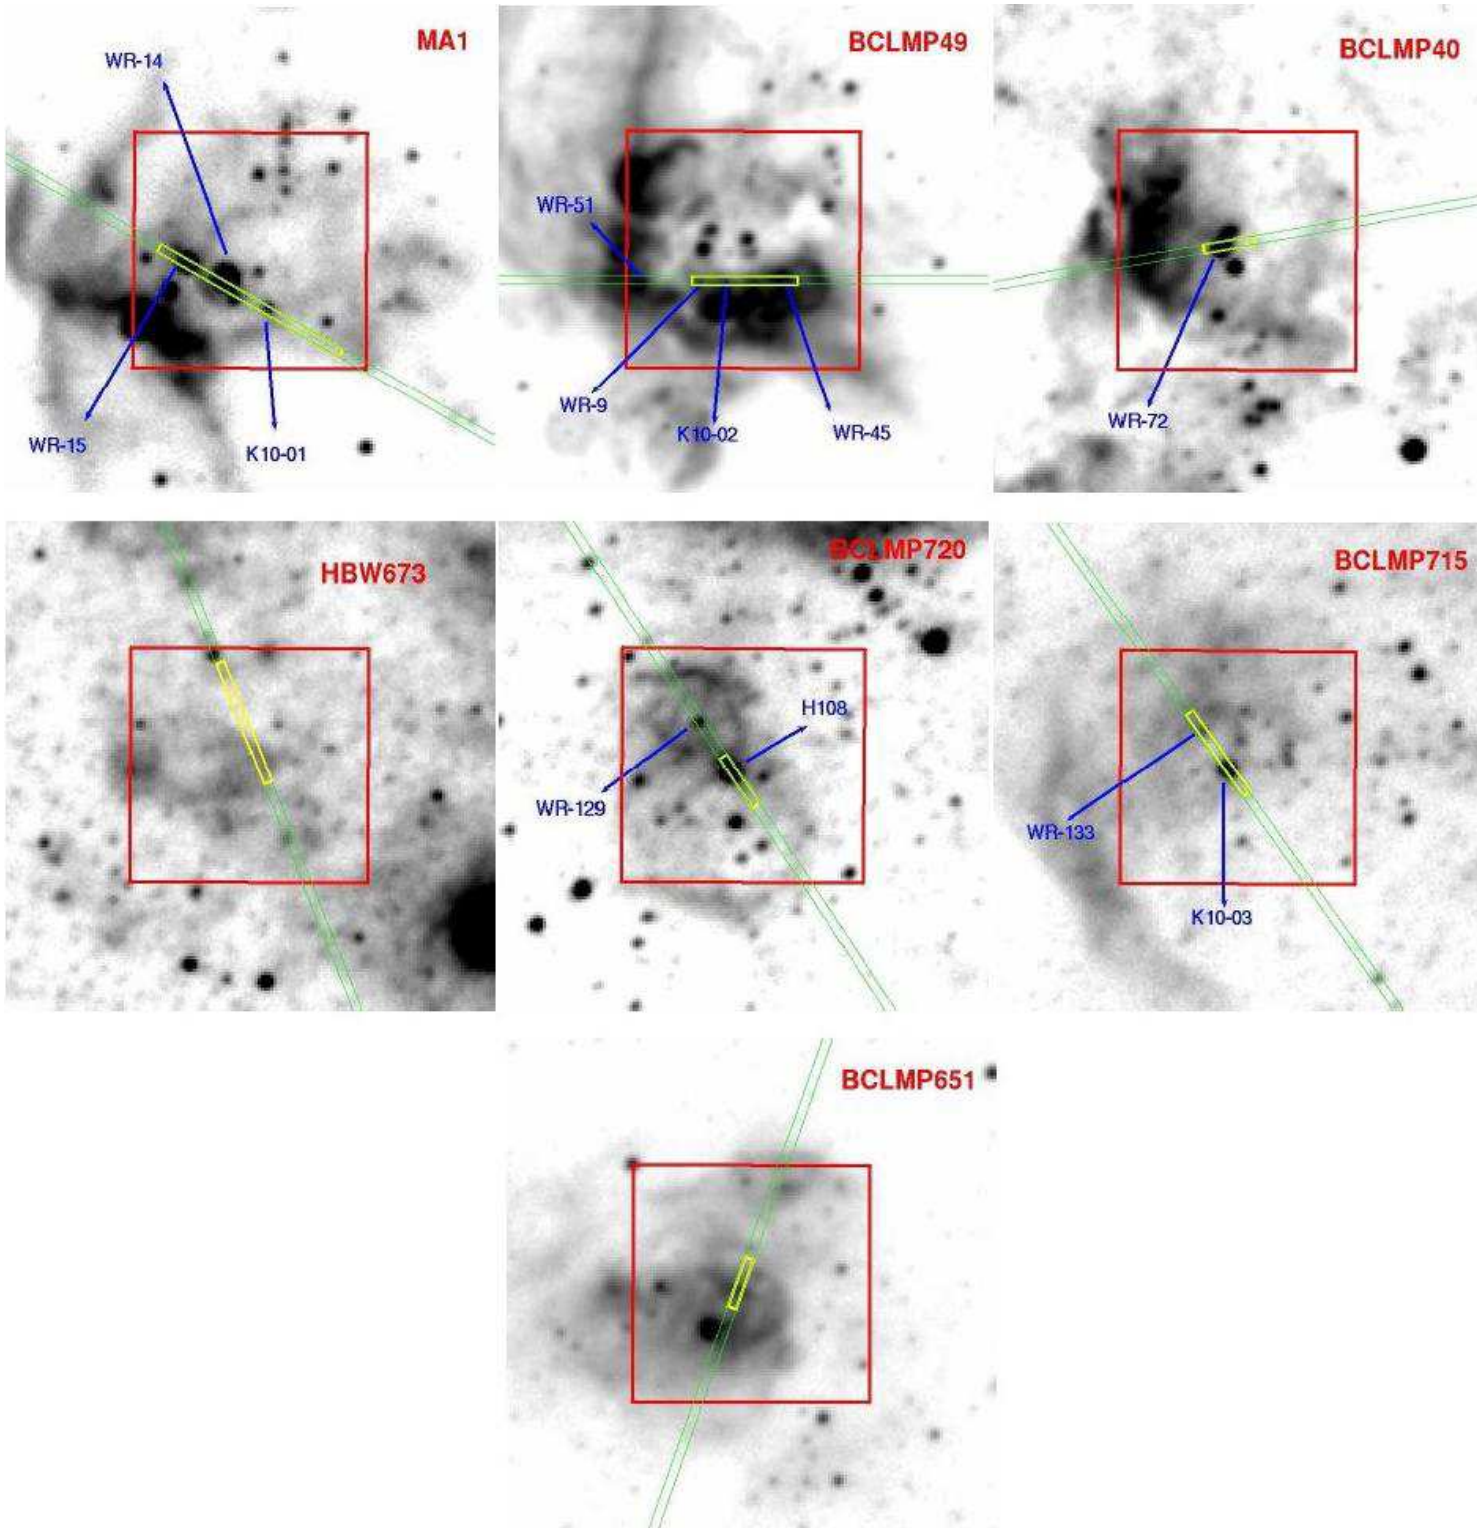 MA1
WR-14
WR-15
K10-01
BCLMP49
WR-51
WR-9
K10-02
WR-45
BCLMP40
WR-72
HBW673
BCLMP720
H108
WR-129
BCLMP715
WR-133
K10-03
BCLMP651